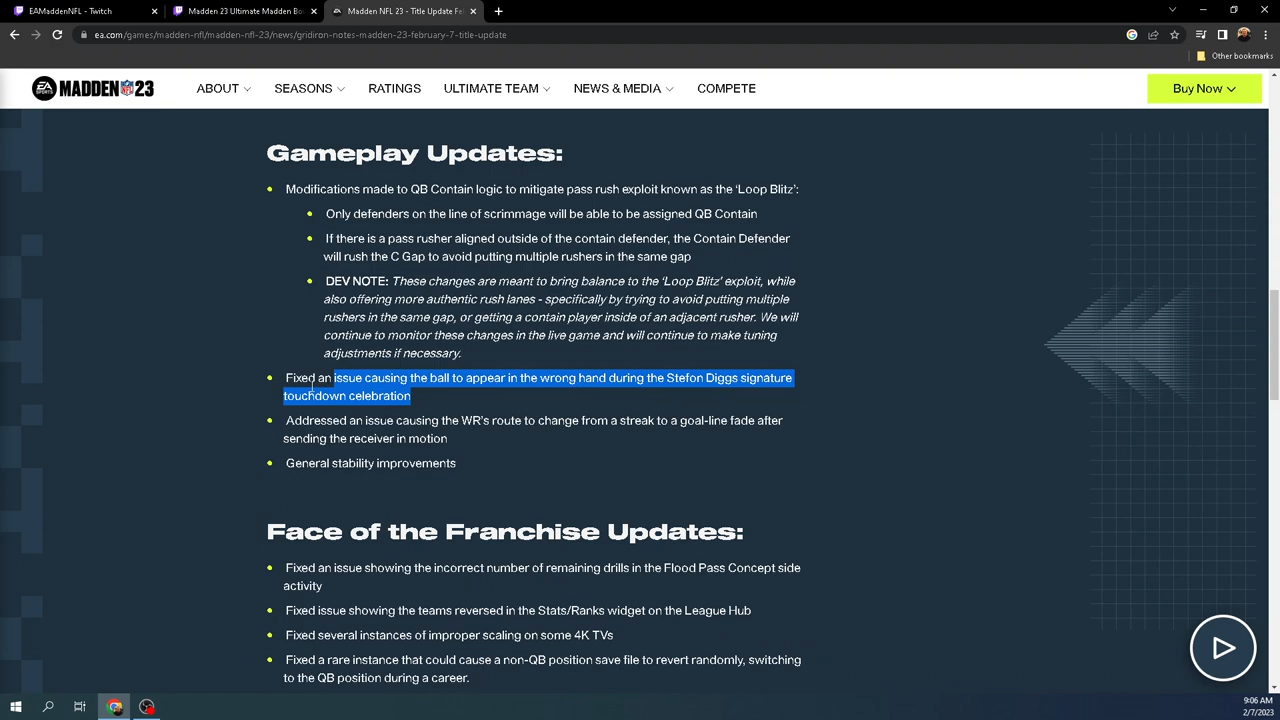 EAMaddenNFL - Twitch
Madden 23 Ultimate Madden Bo
Madden NFL 23 - Title Update Fe
ea.com/games/madden-nfl/madden-nfl-23/news/gridiron-notes-madden-23-february-7-title-update
Other bookmarks
EA SPORTS MADDEN NFL 23
ABOUT
SEASONS
RATINGS
ULTIMATE TEAM
NEWS & MEDIA
COMPETE
Buy Now
Gameplay Updates:
Modifications made to QB Contain logic to mitigate pass rush exploit known as the ‘Loop Blitz’:
Only defenders on the line of scrimmage will be able to be assigned QB Contain
If there is a pass rusher aligned outside of the contain defender, the Contain Defender
will rush the C Gap to avoid putting multiple rushers in the same gap
DEV NOTE: These changes are meant to bring balance to the ‘Loop Blitz’ exploit, while
also offering more authentic rush lanes - specifically by trying to avoid putting multiple
rushers in the same gap, or getting a contain player inside of an adjacent rusher. We will
continue to monitor these changes in the live game and will continue to make tuning
adjustments if necessary.
Fixed an issue causing the ball to appear in the wrong hand during the Stefon Diggs signature
touchdown celebration
Addressed an issue causing the WR's route to change from a streak to a goal-line fade after
sending the receiver in motion
General stability improvements
Face of the Franchise Updates:
Fixed an issue showing the incorrect number of remaining drills in the Flood Pass Concept side
activity
Fixed issue showing the teams reversed in the Stats/Ranks widget on the League Hub
Fixed several instances of improper scaling on some 4K TVs
Fixed a rare instance that could cause a non-QB position save file to revert randomly, switching
to the QB position during a career.
9:06 AM
2/7/2023